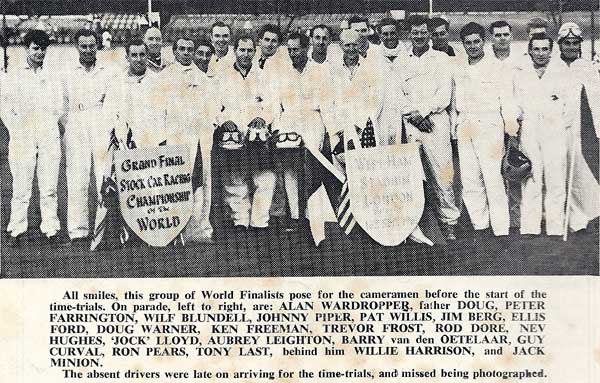 GRAND FINAL
STOCK CAR RACING
CHAMPIONSHIP
OF THE
WORLD
WEST HAM
STADIUM
LONDON
All smiles, this group of World Finalists pose for the cameramen before the start of the
time-trials. On parade, left to right, are: ALAN WARDROPPER, father DOUG, PETER
FARRINGTON, WILF BLUNDELL, JOHNNY PIPER, PAT WILLIS, JIM BERG, ELLIS
FORD, DOUG WARNER, KEN FREEMAN, TREVOR FROST, ROD DORE, NEV
HUGHES, 'JOCK' LLOYD, AUBREY LEIGHTON, BARRY van den OETELAAR, GUY
CURVAL, RON PEARS, TONY LAST, behind him WILLIE HARRISON, and JACK
MINION.
The absent drivers were late on arriving for the time-trials, and missed being photographed.